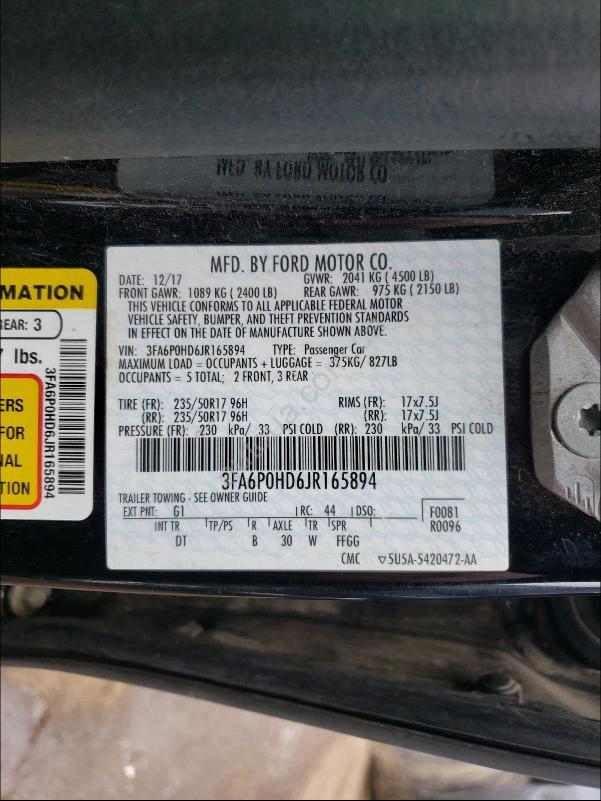 MFD. BY FORD MOTOR CO.
DATE: 12/17 GVWR: 2041 KG ( 4500 LB)
FRONT GAWR: 1089 KG ( 2400 LB) REAR GAWR: 975 KG ( 2150 LB)
THIS VEHICLE CONFORMS TO ALL APPLICABLE FEDERAL MOTOR
VEHICLE SAFETY, BUMPER, AND THEFT PREVENTION STANDARDS
IN EFFECT ON THE DATE OF MANUFACTURE SHOWN ABOVE.
VIN: 3FA6P0HD6JR165894 TYPE: Passenger Car
MAXIMUM LOAD = OCCUPANTS + LUGGAGE = 375KG/ 827LB
OCCUPANTS = 5 TOTAL; 2 FRONT, 3 REAR
TIRE (FR): 235/50R17 96H RIMS (FR): 17x7.5J
(RR): 235/50R17 96H (RR): 17x7.5J
PRESSURE (FR) = 230 kPa/ 33 PSI COLD (RR) = 230 kPa/ 33 PSI COLD
3FA6P0HD6JR165894
TRAILER TOWING - SEE OWNER GUIDE
EXT PNT: G1 RC: 44 DSO: F0081
R0096
INT TR TP/PS R AXLE TR SPR
DT B 30 W FFGG
CMC ▽5U5A-5420472-AA
RMATION
REAR: 3
lbs.
ERS
FOR
NAL
TION
3FA6P0HD6JR165894